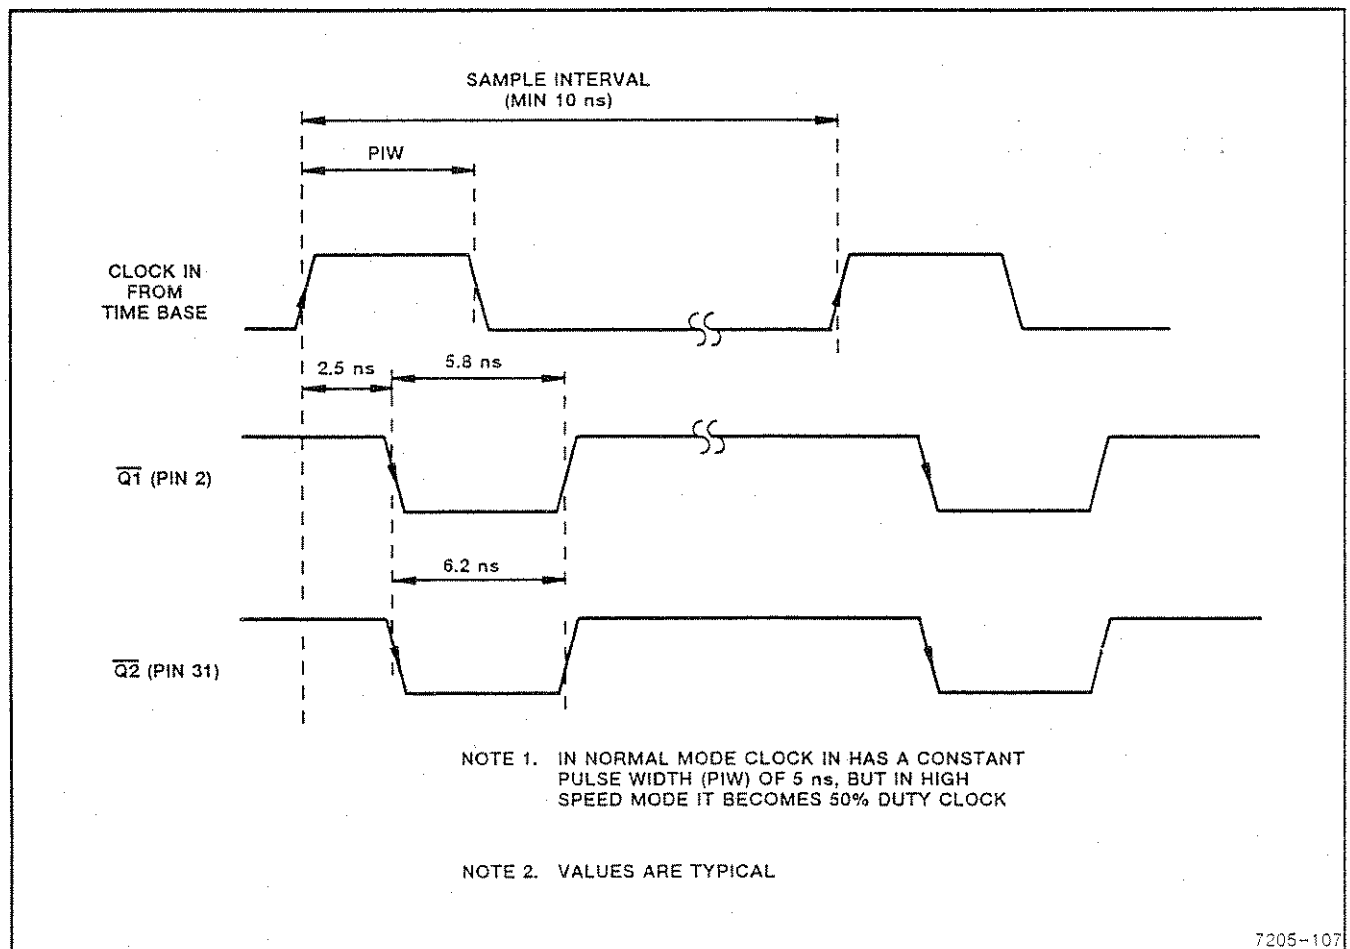 SAMPLE INTERVAL
(MIN 10 ns)
PIW
CLOCK IN
FROM
TIME BASE
2.5 ns
5.8 ns
Q̅1̅ (PIN 2)
6.2 ns
Q̅2̅ (PIN 31)
NOTE 1. IN NORMAL MODE CLOCK IN HAS A CONSTANT
PULSE WIDTH (PIW) OF 5 ns, BUT IN HIGH
SPEED MODE IT BECOMES 50% DUTY CLOCK
NOTE 2. VALUES ARE TYPICAL
7205-107